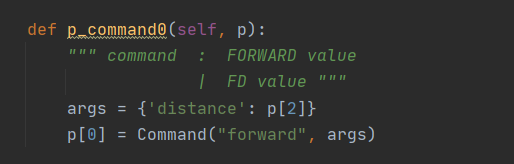 def p_command0(self, p):
    """ command  :  FORWARD value
                 |  FD value """
    args = {'distance': p[2]}
    p[0] = Command("forward", args)